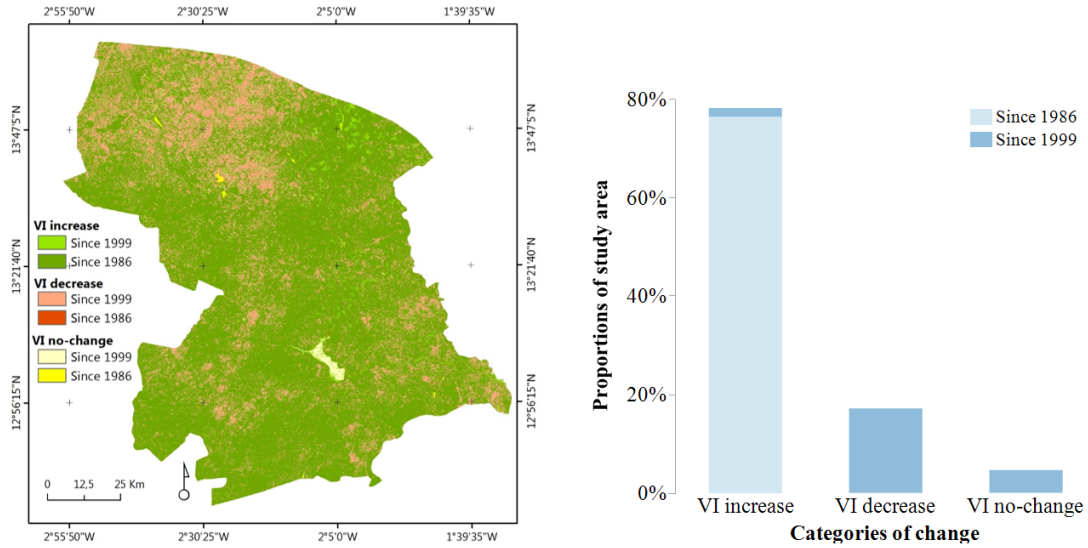 2°55'50"W 2°30'25"W 2°5'0"W 1°39'35"W
13°47'5"N
13°21'40"N
12°56'15"N
VI increase
Since 1999
Since 1986
VI decrease
Since 1999
Since 1986
VI no-change
Since 1999
Since 1986
0 12,5 25 Km
13°47'5"N
13°21'40"N
12°56'15"N
2°55'50"W 2°30'25"W 2°5'0"W 1°39'35"W
Proportions of study area
80%
60%
40%
20%
0%
Since 1986
Since 1999
VI increase VI decrease VI no-change
Categories of change